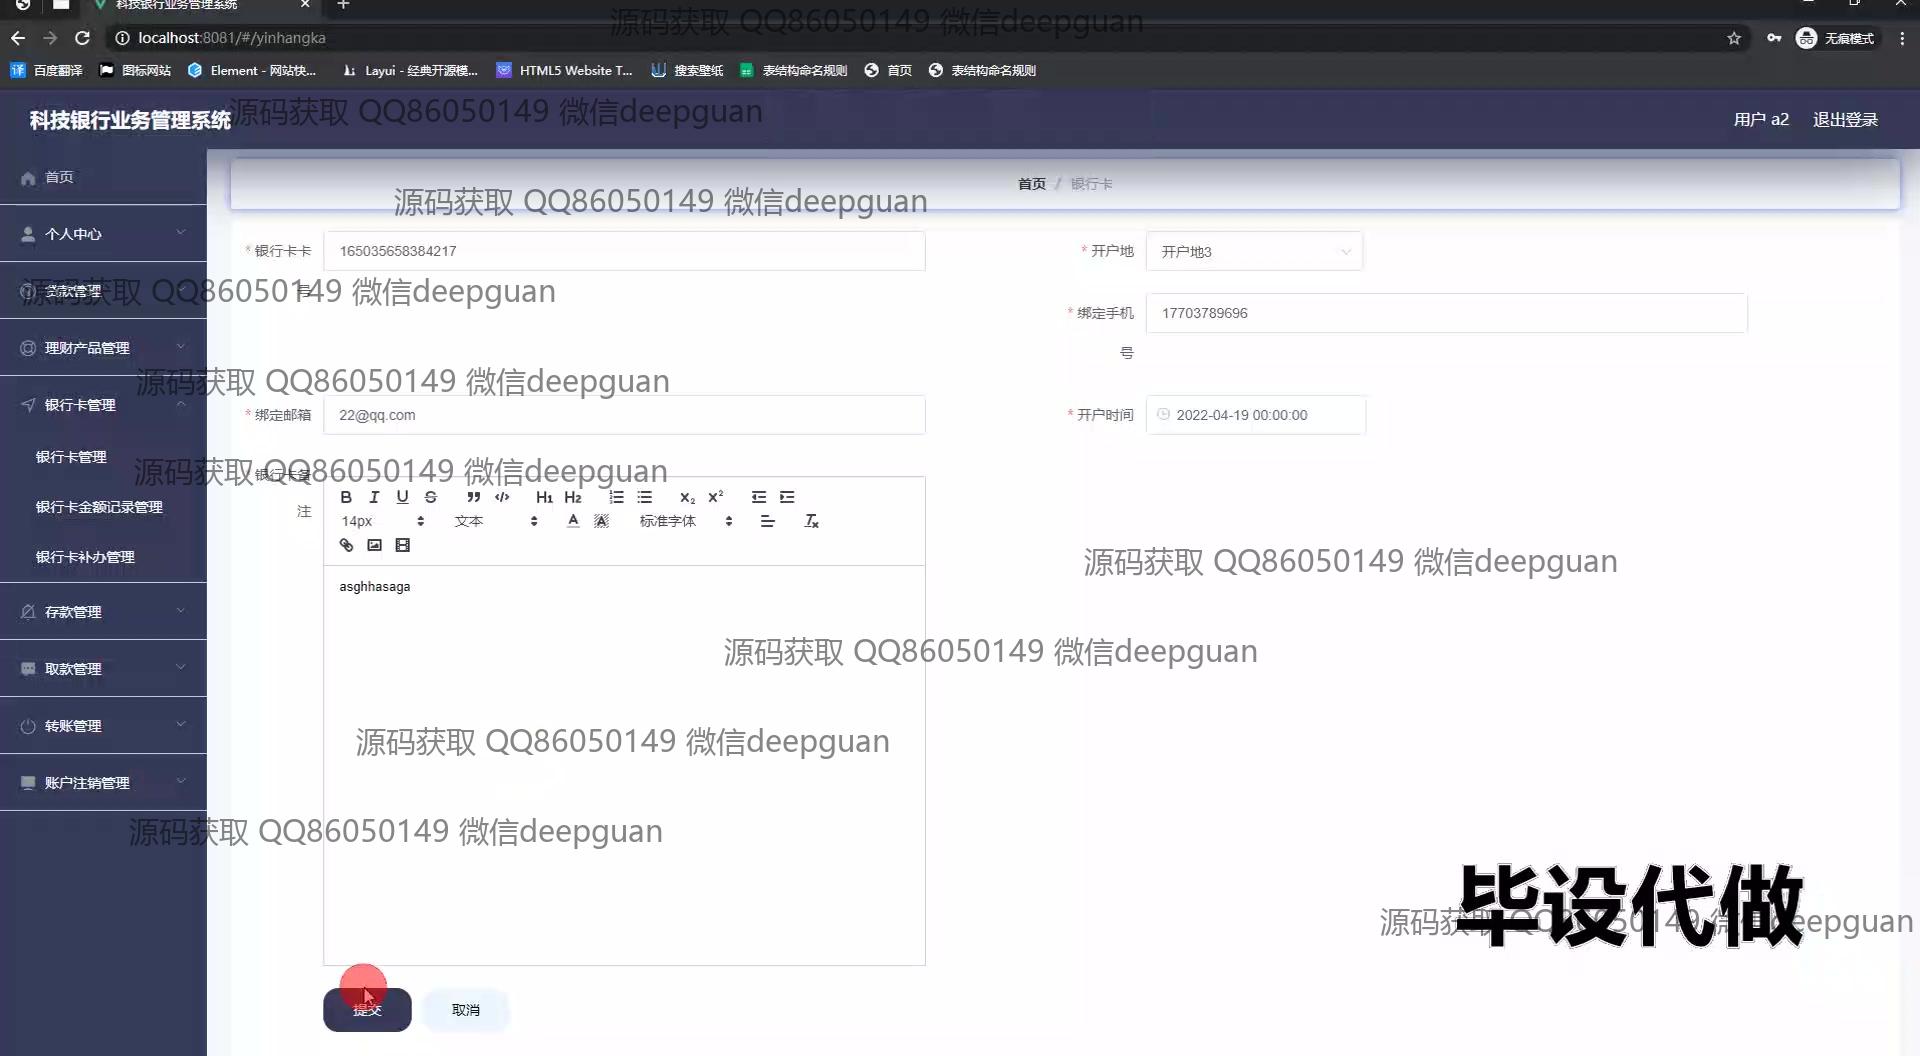 科技银行业务管理系统
源码获取 QQ86050149 微信deepguan
localhost:8081/#/yinhangka
无痕模式
百度翻译
图标网站
Element - 网站快...
Layui - 经典开源模...
HTML5 Website T...
搜索壁纸
表结构命名规则
首页
表结构命名规则
科技银行业务管理系统
源码获取 QQ86050149 微信deepguan
用户 a2
退出登录
首页
首页 / 银行卡
源码获取 QQ86050149 微信deepguan
个人中心
* 银行卡卡号
165035658384217
* 开户地
开户地3
贷款管理
源码获取 QQ86050149 微信deepguan
* 绑定手机号
17703789696
理财产品管理
源码获取 QQ86050149 微信deepguan
银行卡管理
* 绑定邮箱
22@qq.com
* 开户时间
2022-04-19 00:00:00
银行卡管理
源码获取 QQ86050149 微信deepguan
银行卡备注
B I U S ” </> H1 H2 x2 x2
银行卡金额记录管理
14px 文本 A A 标准字体 Tx
银行卡补办管理
源码获取 QQ86050149 微信deepguan
asghhasaga
存款管理
源码获取 QQ86050149 微信deepguan
取款管理
转账管理
源码获取 QQ86050149 微信deepguan
账户注销管理
源码获取 QQ86050149 微信deepguan
毕设代做
源码获取 QQ86050149 微信deepguan
提交
取消